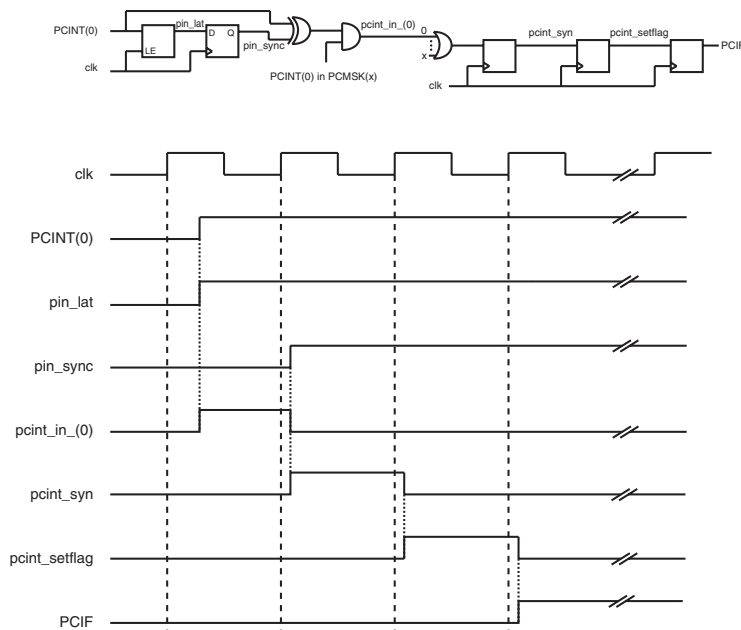 PCINT(0)
LE
clk
pin_lat
D Q
pin_sync
PCINT(0) in PCMSK(x)
pcint_in_(0)
0
x
clk
pcint_syn
pcint_setflag
PCIF
clk
PCINT(0)
pin_lat
pin_sync
pcint_in_(0)
pcint_syn
pcint_setflag
PCIF